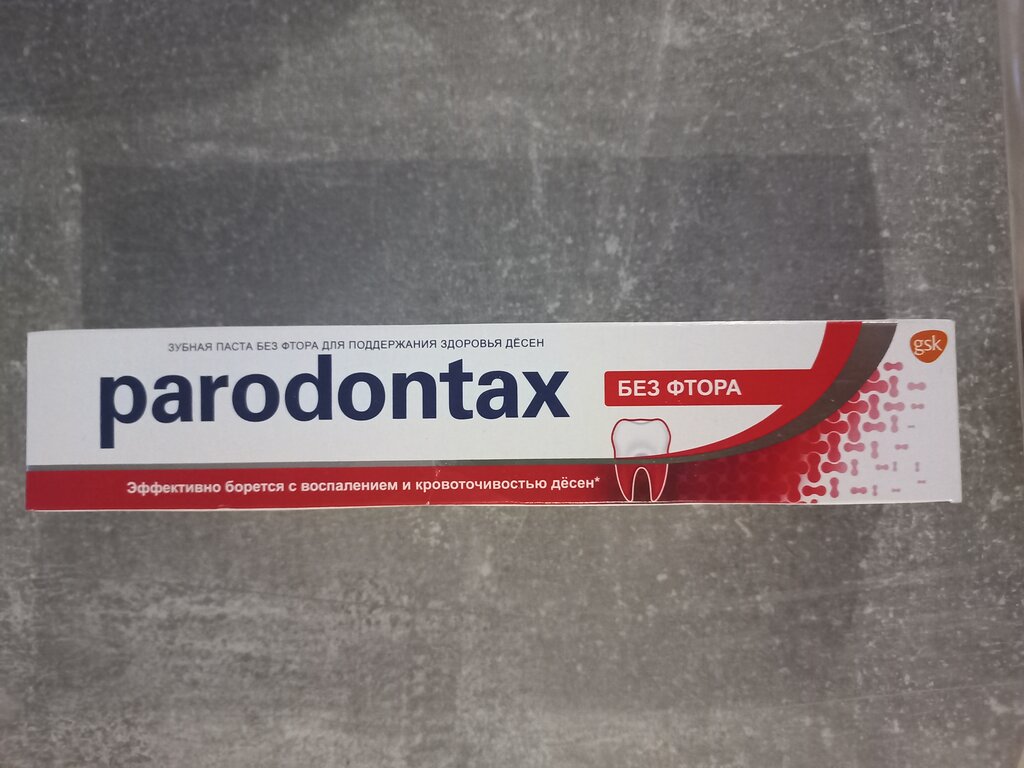 ЗУБНАЯ ПАСТА БЕЗ ФТОРА ДЛЯ ПОДДЕРЖАНИЯ ЗДОРОВЬЯ ДЁСЕН
parodontax
БЕЗ ФТОРА
gsk
Эффективно борется с воспалением и кровоточивостью дёсен*